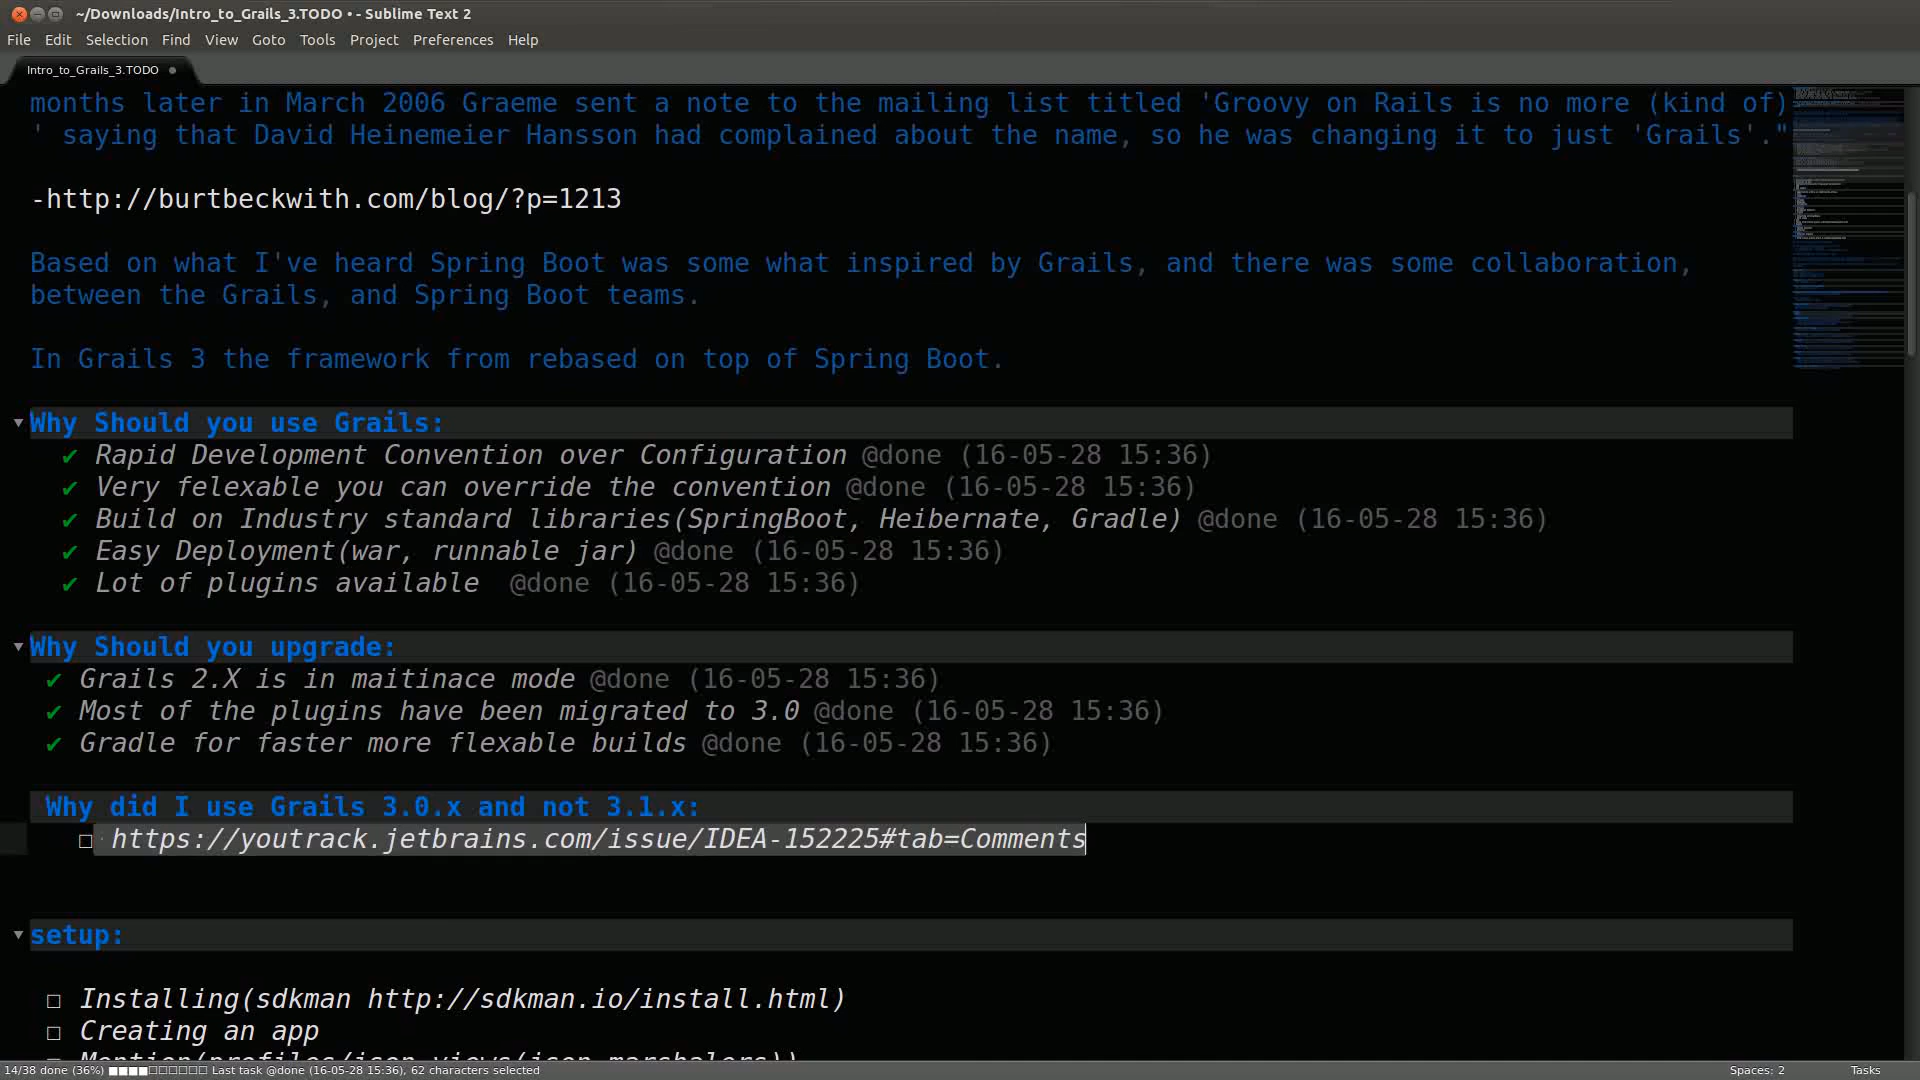 ~/Downloads/Intro_to_Grails_3.TODO • - Sublime Text 2
File Edit Selection Find View Goto Tools Project Preferences Help
Intro_to_Grails_3.TODO
months later in March 2006 Graeme sent a note to the mailing list titled 'Groovy on Rails is no more (kind of)
' saying that David Heinemeier Hansson had complained about the name, so he was changing it to just 'Grails'."
-http://burtbeckwith.com/blog/?p=1213
Based on what I've heard Spring Boot was some what inspired by Grails, and there was some collaboration,
between the Grails, and Spring Boot teams.
In Grails 3 the framework from rebased on top of Spring Boot.
Why Should you use Grails:
✔ Rapid Development Convention over Configuration @done (16-05-28 15:36)
✔ Very felexable you can override the convention @done (16-05-28 15:36)
✔ Build on Industry standard libraries(SpringBoot, Heibernate, Gradle) @done (16-05-28 15:36)
✔ Easy Deployment(war, runnable jar) @done (16-05-28 15:36)
✔ Lot of plugins available @done (16-05-28 15:36)
Why Should you upgrade:
✔ Grails 2.X is in maitinace mode @done (16-05-28 15:36)
✔ Most of the plugins have been migrated to 3.0 @done (16-05-28 15:36)
✔ Gradle for faster more flexable builds @done (16-05-28 15:36)
Why did I use Grails 3.0.x and not 3.1.x:
☐ https://youtrack.jetbrains.com/issue/IDEA-152225#tab=Comments
setup:
☐ Installing(sdkman http://sdkman.io/install.html)
☐ Creating an app
☐ Mention(profiles/json views(json marshalers))
14/38 done (36%) ■■■■□□□□□□ Last task @done (16-05-28 15:36), 62 characters selected
Spaces: 2 Tasks